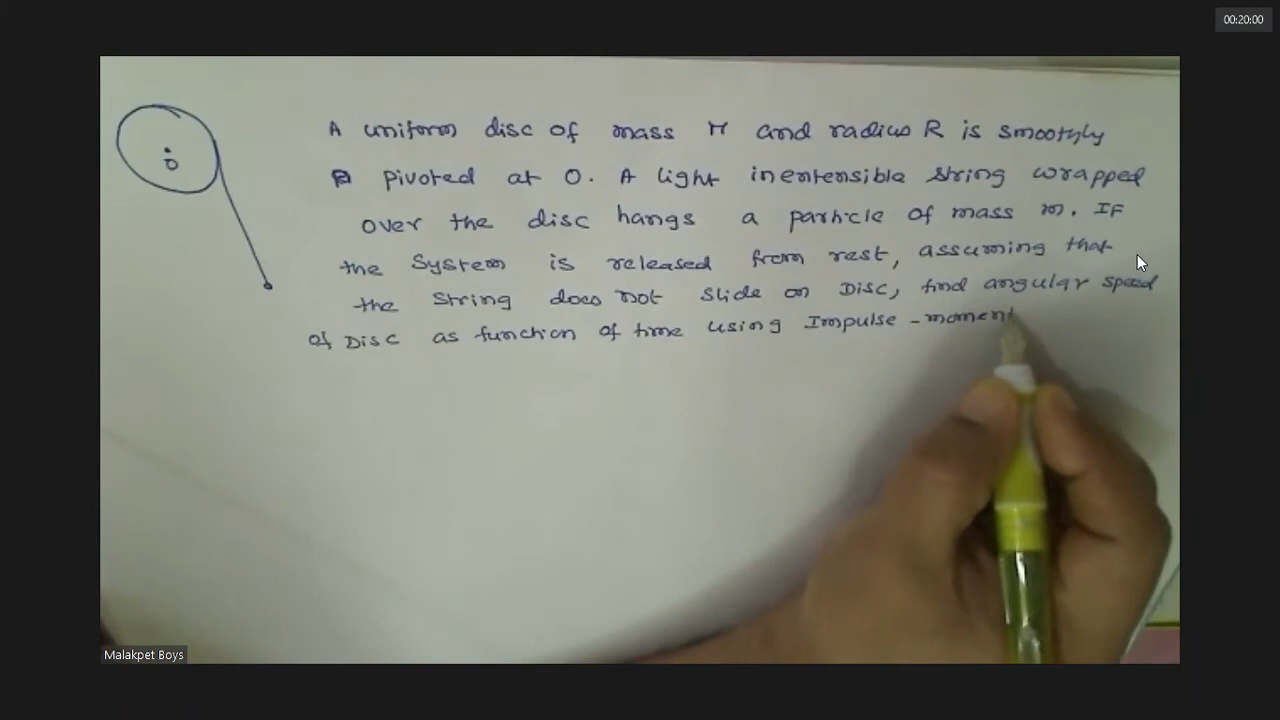 00:20:00
A uniform disc of mass M and radius R is smootyly
pivoted at O. A light inentensible string wrapped
over the disc hangs a particle of mass m. IF
the System is released from rest, assuming that
the string does not slide on Disc, find angular speed
of Disc as function of time using Impulse - moment
O
Malakpet Boys